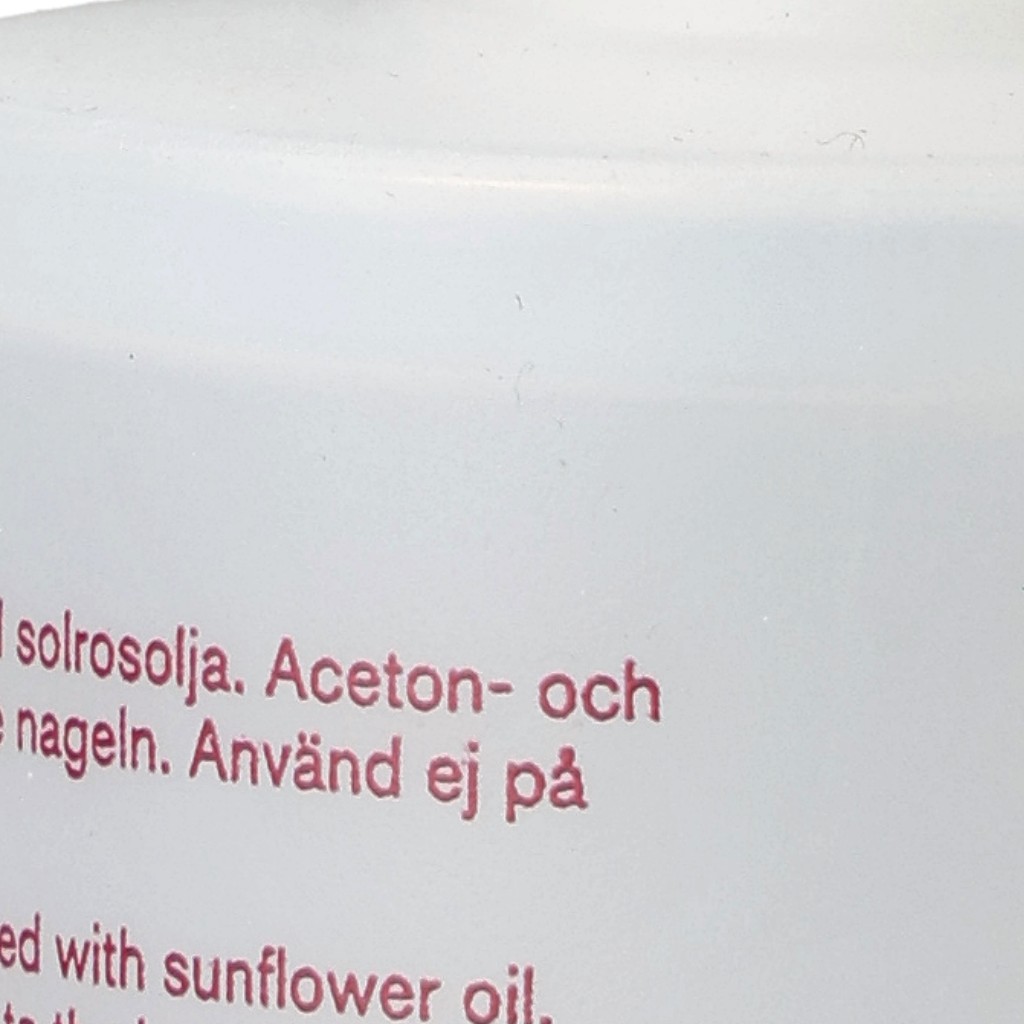 solrosolja. Aceton- och
nageln. Använd ej på
ed with sunflower oil.